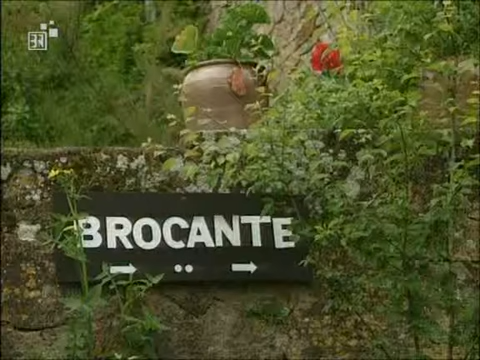 BROCANTE
→ •• →